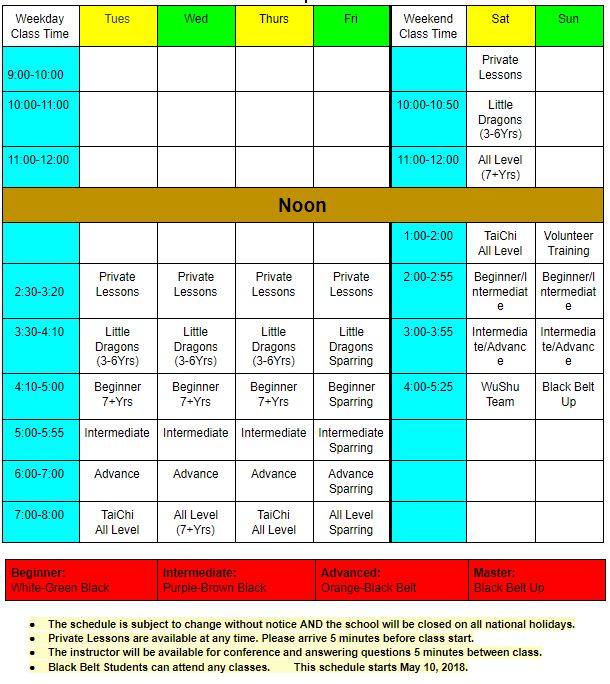 Weekday Tues Wed Thurs Fri Weekend Sat Sun
Class Time Class Time
Private
9:00-10:00 Lessons
10:00-11:00 10:00-10:50 Little
Dragons
(3-6Yrs)
11:00-12:00 11:00-12:00 All Level
(7+Yrs)
Noon
1:00-2:00 TaiChi Volunteer
All Level Training
Private Private Private Private 2:00-2:55 Beginner/I Beginner/I
2:30-3:20 Lessons Lessons Lessons Lessons ntermediat ntermediat
e e
3:30-4:10 Little Little Little Little 3:00-3:55 Intermedia Intermedia
Dragons Dragons Dragons Dragons te/Advanc te/Advanc
(3-6Yrs) (3-6Yrs) (3-6Yrs) Sparring e e
4:10-5:00 Beginner Beginner Beginner Beginner 4:00-5:25 WuShu Black Belt
7+Yrs 7+Yrs 7+Yrs Sparring Team Up
5:00-5:55 Intermediate Intermediate Intermediate Intermediate
Sparring
6:00-7:00 Advance Advance Advance Advance
Sparring
7:00-8:00 TaiChi All Level TaiChi All Level
All Level (7+Yrs) All Level Sparring
Beginner: Intermediate: Advanced: Master:
White-Green Black Purple-Brown Black Orange-Black Belt Black Belt Up
• The schedule is subject to change without notice AND the school will be closed on all national holidays.
• Private Lessons are available at any time. Please arrive 5 minutes before class start.
• The instructor will be available for conference and answering questions 5 minutes between class.
• Black Belt Students can attend any classes. This schedule starts May 10, 2018.